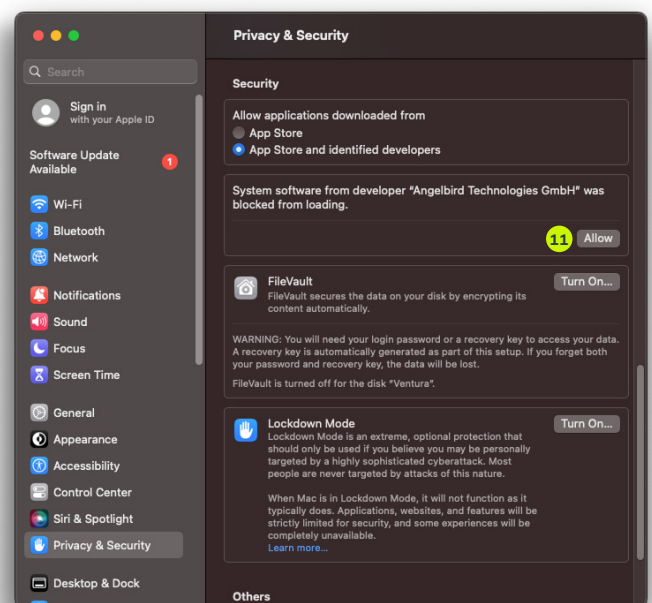 Privacy & Security
Search
Sign in
with your Apple ID
Software Update
Available
1
Wi-Fi
Bluetooth
Network
Notifications
Sound
Focus
Screen Time
General
Appearance
Accessibility
Control Center
Siri & Spotlight
Privacy & Security
Desktop & Dock
Security
Allow applications downloaded from
App Store
App Store and identified developers
System software from developer “Angelbird Technologies GmbH” was
blocked from loading.
11
Allow
FileVault
Turn On...
FileVault secures the data on your disk by encrypting its
content automatically.
WARNING: You will need your login password or a recovery key to access your data.
A recovery key is automatically generated as part of this setup. If you forget both
your password and recovery key, the data will be lost.
FileVault is turned off for the disk “Ventura”.
Lockdown Mode
Turn On...
Lockdown Mode is an extreme, optional protection that
should only be used if you believe you may be personally
targeted by a highly sophisticated cyberattack. Most
people are never targeted by attacks of this nature.
When Mac is in Lockdown Mode, it will not function as it
typically does. Applications, websites, and features will be
strictly limited for security, and some experiences will be
completely unavailable.
Learn more...
Others